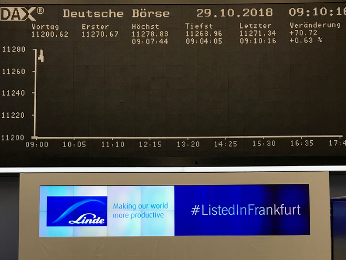 DAX® Deutsche Börse 29.10.2018 09:10:16
Vortag Erster Höchst Tiefst Letzter Veränderung
11200.62 11270.67 11278.83 11263.96 11271.34 +70.72
09:07:44 09:04:05 09:10:16 +0.63 %
11280
11260
11240
11220
11200
09:00 10:05 11:10 12:15 13:20 14:25 15:30 16:35 17:4
Linde
Making our world
more productive
#ListedInFrankfurt